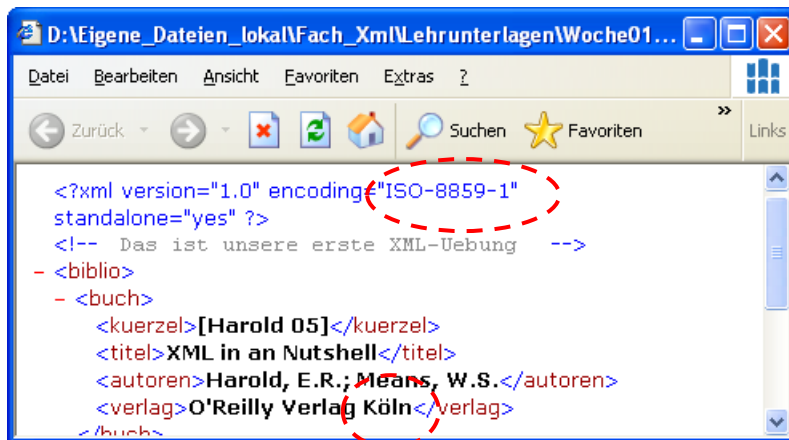 D:\Eigene_Dateien_lokal\Fach_Xml\Lehrunterlagen\Woche01...
Datei Bearbeiten Ansicht Favoriten Extras ?
Zurück Suchen Favoriten » Links
<?xml version="1.0" encoding="ISO-8859-1"
standalone="yes" ?>
<!-- Das ist unsere erste XML-Uebung -->
– <biblio>
– <buch>
<kuerzel>[Harold 05]</kuerzel>
<titel>XML in an Nutshell</titel>
<autoren>Harold, E.R.; Means, W.S.</autoren>
<verlag>O'Reilly Verlag Köln</verlag>
</buch>